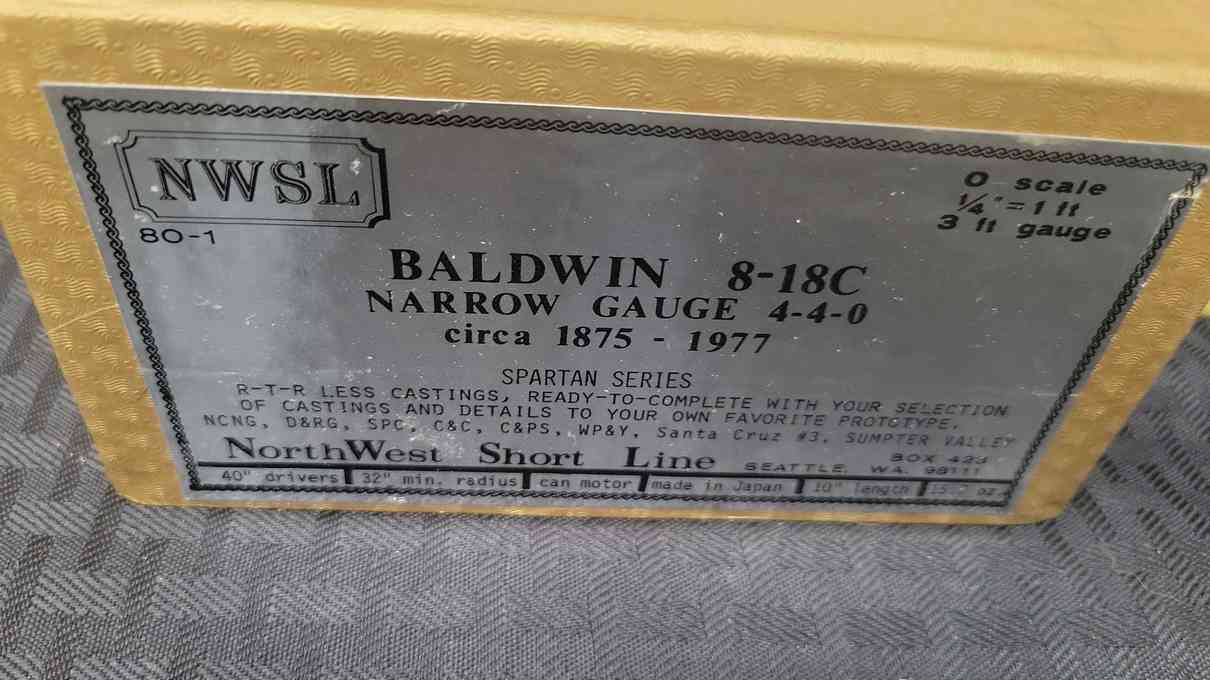 NWSL
80-1
O scale
1/4" = 1 ft
3 ft gauge
BALDWIN 8-18C
NARROW GAUGE 4-4-0
circa 1875 - 1977
SPARTAN SERIES
R-T-R LESS CASTINGS, READY-TO-COMPLETE WITH YOUR SELECTION
OF CASTINGS AND DETAILS TO YOUR OWN FAVORITE PROTOTYPE.
NCNG, D&RG, SPC, C&C, C&PS, WP&Y, Santa Cruz #3, SUMPTER VALLEY
NorthWest Short Line
BOX 423
SEATTLE, WA. 98111
40" drivers 32" min. radius can motor made in Japan 10" length oz.